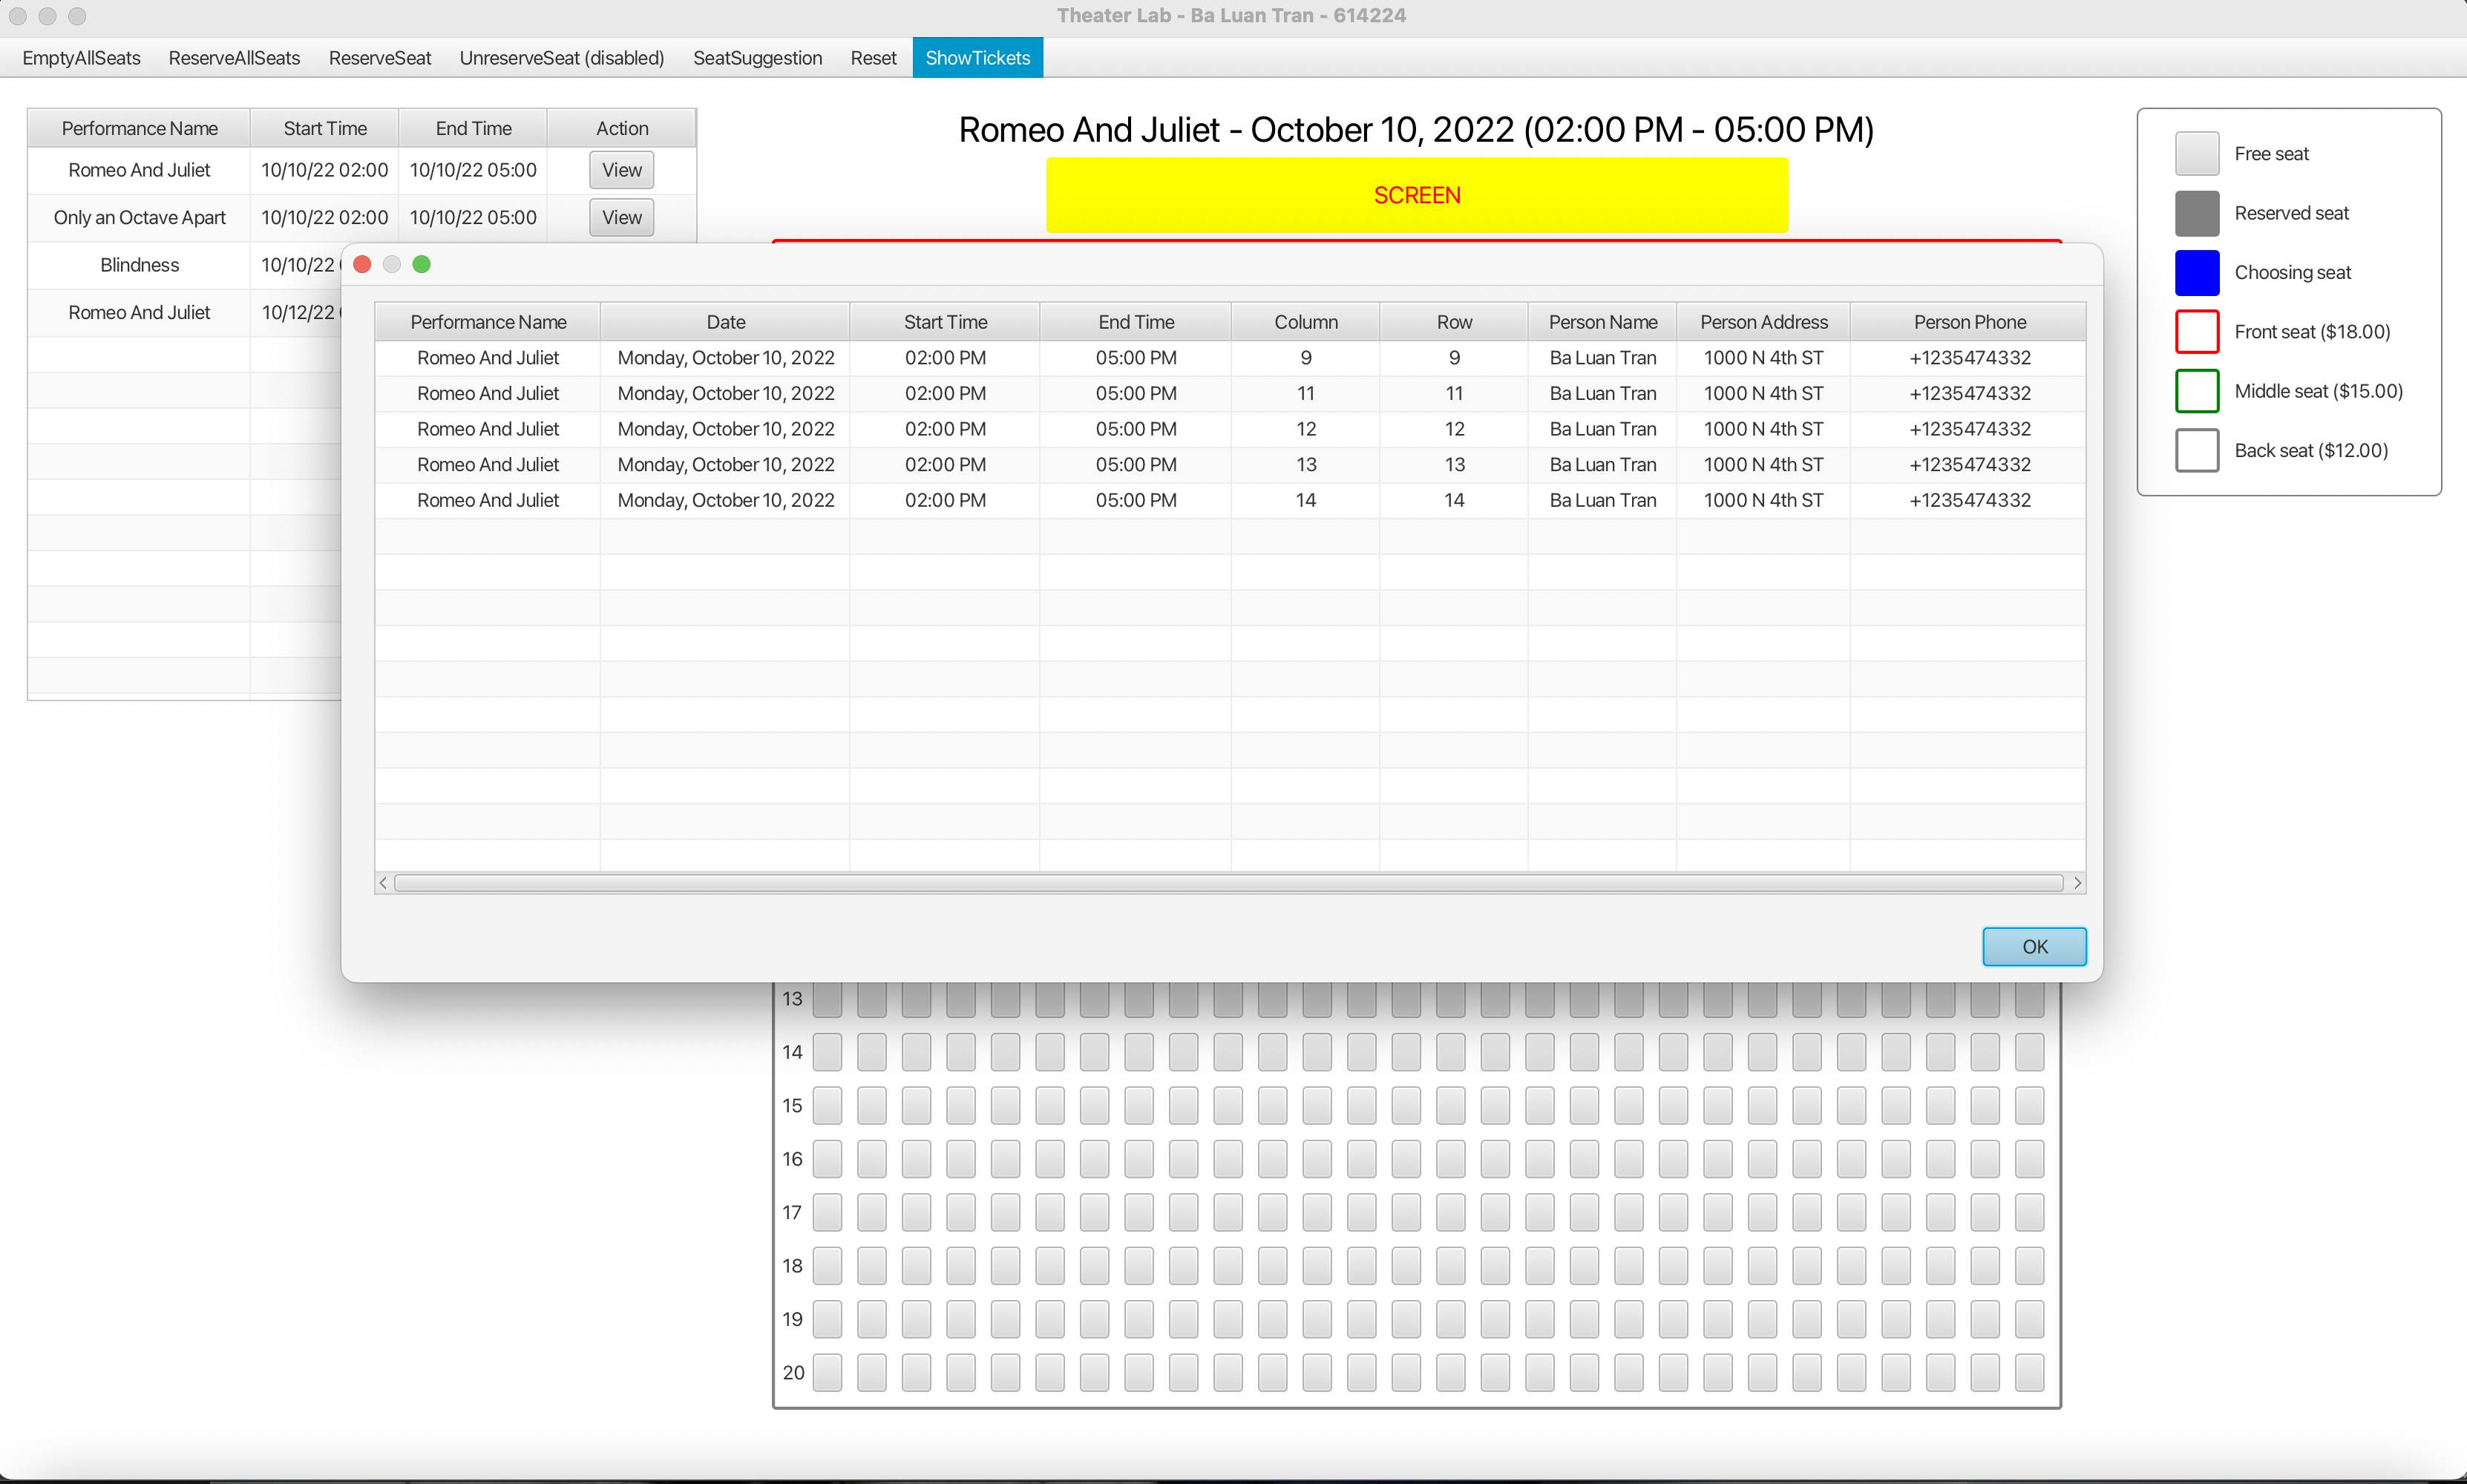 Theater Lab - Ba Luan Tran - 614224
EmptyAllSeats ReserveAllSeats ReserveSeat UnreserveSeat (disabled) SeatSuggestion Reset ShowTickets
Performance Name Start Time End Time Action
Romeo And Juliet 10/10/22 02:00 10/10/22 05:00 View
Only an Octave Apart 10/10/22 02:00 10/10/22 05:00 View
Blindness 10/10/22
Romeo And Juliet 10/12/22
Romeo And Juliet - October 10, 2022 (02:00 PM - 05:00 PM)
SCREEN
Free seat
Reserved seat
Choosing seat
Front seat ($18.00)
Middle seat ($15.00)
Back seat ($12.00)
Performance Name Date Start Time End Time Column Row Person Name Person Address Person Phone
Romeo And Juliet Monday, October 10, 2022 02:00 PM 05:00 PM 9 9 Ba Luan Tran 1000 N 4th ST +1235474332
Romeo And Juliet Monday, October 10, 2022 02:00 PM 05:00 PM 11 11 Ba Luan Tran 1000 N 4th ST +1235474332
Romeo And Juliet Monday, October 10, 2022 02:00 PM 05:00 PM 12 12 Ba Luan Tran 1000 N 4th ST +1235474332
Romeo And Juliet Monday, October 10, 2022 02:00 PM 05:00 PM 13 13 Ba Luan Tran 1000 N 4th ST +1235474332
Romeo And Juliet Monday, October 10, 2022 02:00 PM 05:00 PM 14 14 Ba Luan Tran 1000 N 4th ST +1235474332
OK
13
14
15
16
17
18
19
20